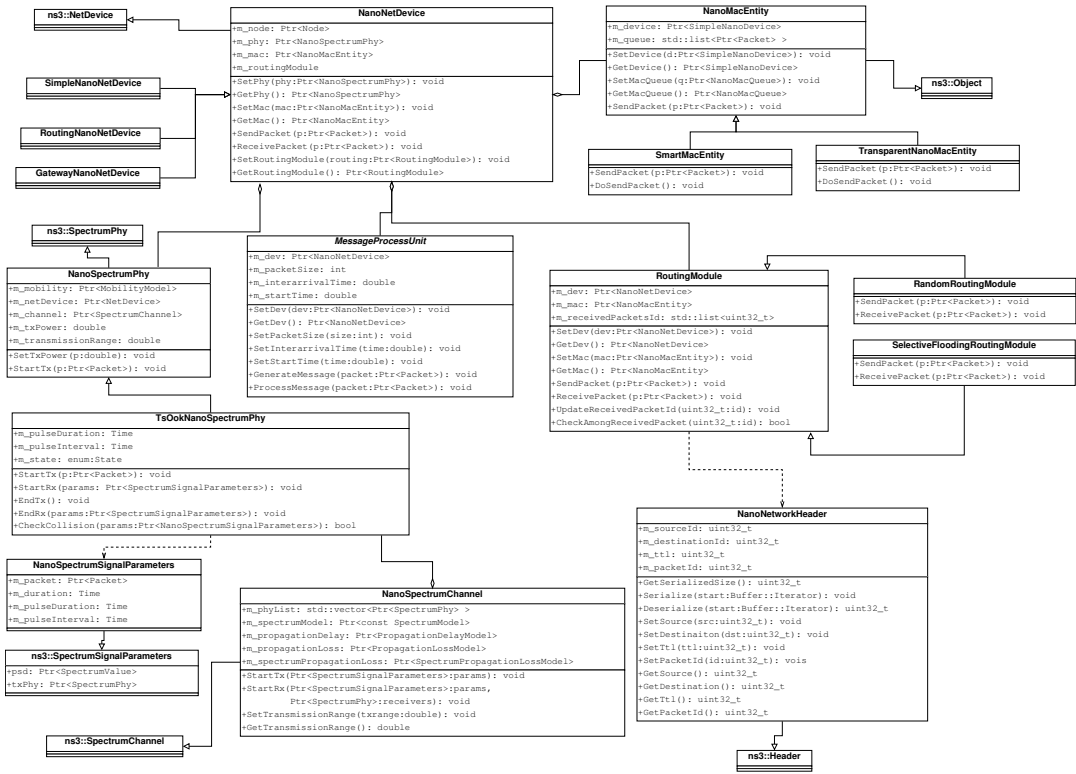 ns3::NetDevice
NanoNetDevice
+m_node: Ptr<Node>
+m_phy: Ptr<NanoSpectrumPhy>
+m_mac: Ptr<NanoMacEntity>
+m_routingModule
+SetPhy(phy:Ptr<NanoSpectrumPhy>): void
+GetPhy(): Ptr<NanoSpectrumPhy>
+SetMac(mac:Ptr<NanoMacEntity>): void
+GetMac(): Ptr<NanoMacEntity>
+SendPacket(p:Ptr<Packet>): void
+ReceivePacket(p:Ptr<Packet>): void
+SetRoutingModule(routing:Ptr<RoutingModule>): void
+GetRoutingModule(): Ptr<RoutingModule>
NanoMacEntity
+m_device: Ptr<SimpleNanoDevice>
+m_queue: std::list<Ptr<Packet> >
+SetDevice(d:Ptr<SimpleNanoDevice>): void
+GetDevice(): Ptr<SimpleNanoDevice>
+SetMacQueue(q:Ptr<NanoMacQueue>): void
+GetMacQueue(): Ptr<NanoMacQueue>
+SendPacket(p:Ptr<Packet>): void
ns3::Object
SimpleNanoNetDevice
RoutingNanoNetDevice
GatewayNanoNetDevice
SmartMacEntity
+SendPacket(p:Ptr<Packet>): void
+DoSendPacket(): void
TransparentNanoMacEntity
+SendPacket(p:Ptr<Packet>): void
+DoSendPacket(): void
ns3::SpectrumPhy
NanoSpectrumPhy
+m_mobility: Ptr<MobilityModel>
+m_netDevice: Ptr<NetDevice>
+m_channel: Ptr<SpectrumChannel>
+m_txPower: double
+m_transmissionRange: double
+SetTxPower(p:double): void
+StartTx(p:Ptr<Packet>): void
MessageProcessUnit
+m_dev: Ptr<NanoNetDevice>
+m_packetSize: int
+m_interarrivalTime: double
+m_startTime: double
+SetDev(dev:Ptr<NanoNetDevice>): void
+GetDev(): Ptr<NanoNetDevice>
+SetPacketSize(size:int): void
+SetInterarrivalTime(time:double): void
+SetStartTime(time:double): void
+GenerateMessage(packet:Ptr<Packet>): void
+ProcessMessage(packet:Ptr<Packet>): void
RoutingModule
+m_dev: Ptr<NanoNetDevice>
+m_mac: Ptr<NanoMacEntity>
+m_receivedPacketsId: std::list<uint32_t>
+SetDev(dev:Ptr<NanoNetDevice>): void
+GetDev(): Ptr<NanoNetDevice>
+SetMac(mac:Ptr<NanoMacEntity>): void
+GetMac(): Ptr<NanoMacEntity>
+SendPacket(p:Ptr<Packet>): void
+ReceivePacket(p:Ptr<Packet>): void
+UpdateReceivedPacketId(uint32_t:id): void
+CheckAmongReceivedPacket(uint32_t:id): bool
RandomRoutingModule
+SendPacket(p:Ptr<Packet>): void
+ReceivePacket(p:Ptr<Packet>): void
SelectiveFloodingRoutingModule
+SendPacket(p:Ptr<Packet>): void
+ReceivePacket(p:Ptr<Packet>): void
TsOokNanoSpectrumPhy
+m_pulseDuration: Time
+m_pulseInterval: Time
+m_state: enum:State
+StartTx(p:Ptr<Packet>): void
+StartRx(params: Ptr<SpectrumSignalParameters>): void
+EndTx(): void
+EndRx(params:Ptr<SpectrumSignalParameters>): void
+CheckCollision(params:Ptr<NanoSpectrumSignalParameters>): bool
NanoSpectrumSignalParameters
+m_packet: Ptr<Packet>
+m_duration: Time
+m_pulseDuration: Time
+m_pulseInterval: Time
ns3::SpectrumSignalParameters
+psd: Ptr<SpectrumValue>
+txPhy: Ptr<SpectrumPhy>
ns3::SpectrumChannel
NanoSpectrumChannel
+m_phyList: std::vector<Ptr<SpectrumPhy> >
+m_spectrumModel: Ptr<const SpectrumModel>
+m_propagationDelay: Ptr<PropagationDelayModel>
+m_propagationLoss: Ptr<PropagationLossModel>
+m_spectrumPropagationLoss: Ptr<SpectrumPropagationLossModel>
+StartTx(Ptr<SpectrumSignalParameters>:params): void
+StartRx(Ptr<SpectrumSignalParameters>:params,
Ptr<SpectrumPhy>:receivers): void
+SetTransmissionRange(txrange:double): void
+GetTransmissionRange(): double
NanoNetworkHeader
+m_sourceId: uint32_t
+m_destinationId: uint32_t
+m_ttl: uint32_t
+m_packetId: uint32_t
+GetSerializedSize(): uint32_t
+Serialize(start:Buffer::Iterator): void
+Deserialize(start:Buffer::Iterator): uint32_t
+SetSource(src:uint32_t): void
+SetDestinaiton(dst:uint32_t): void
+SetTtl(ttl:uint32_t): void
+SetPacketId(id:uint32_t): vois
+GetSource(): uint32_t
+GetDestination(): uint32_t
+GetTtl(): uint32_t
+GetPacketId(): uint32_t
ns3::Header